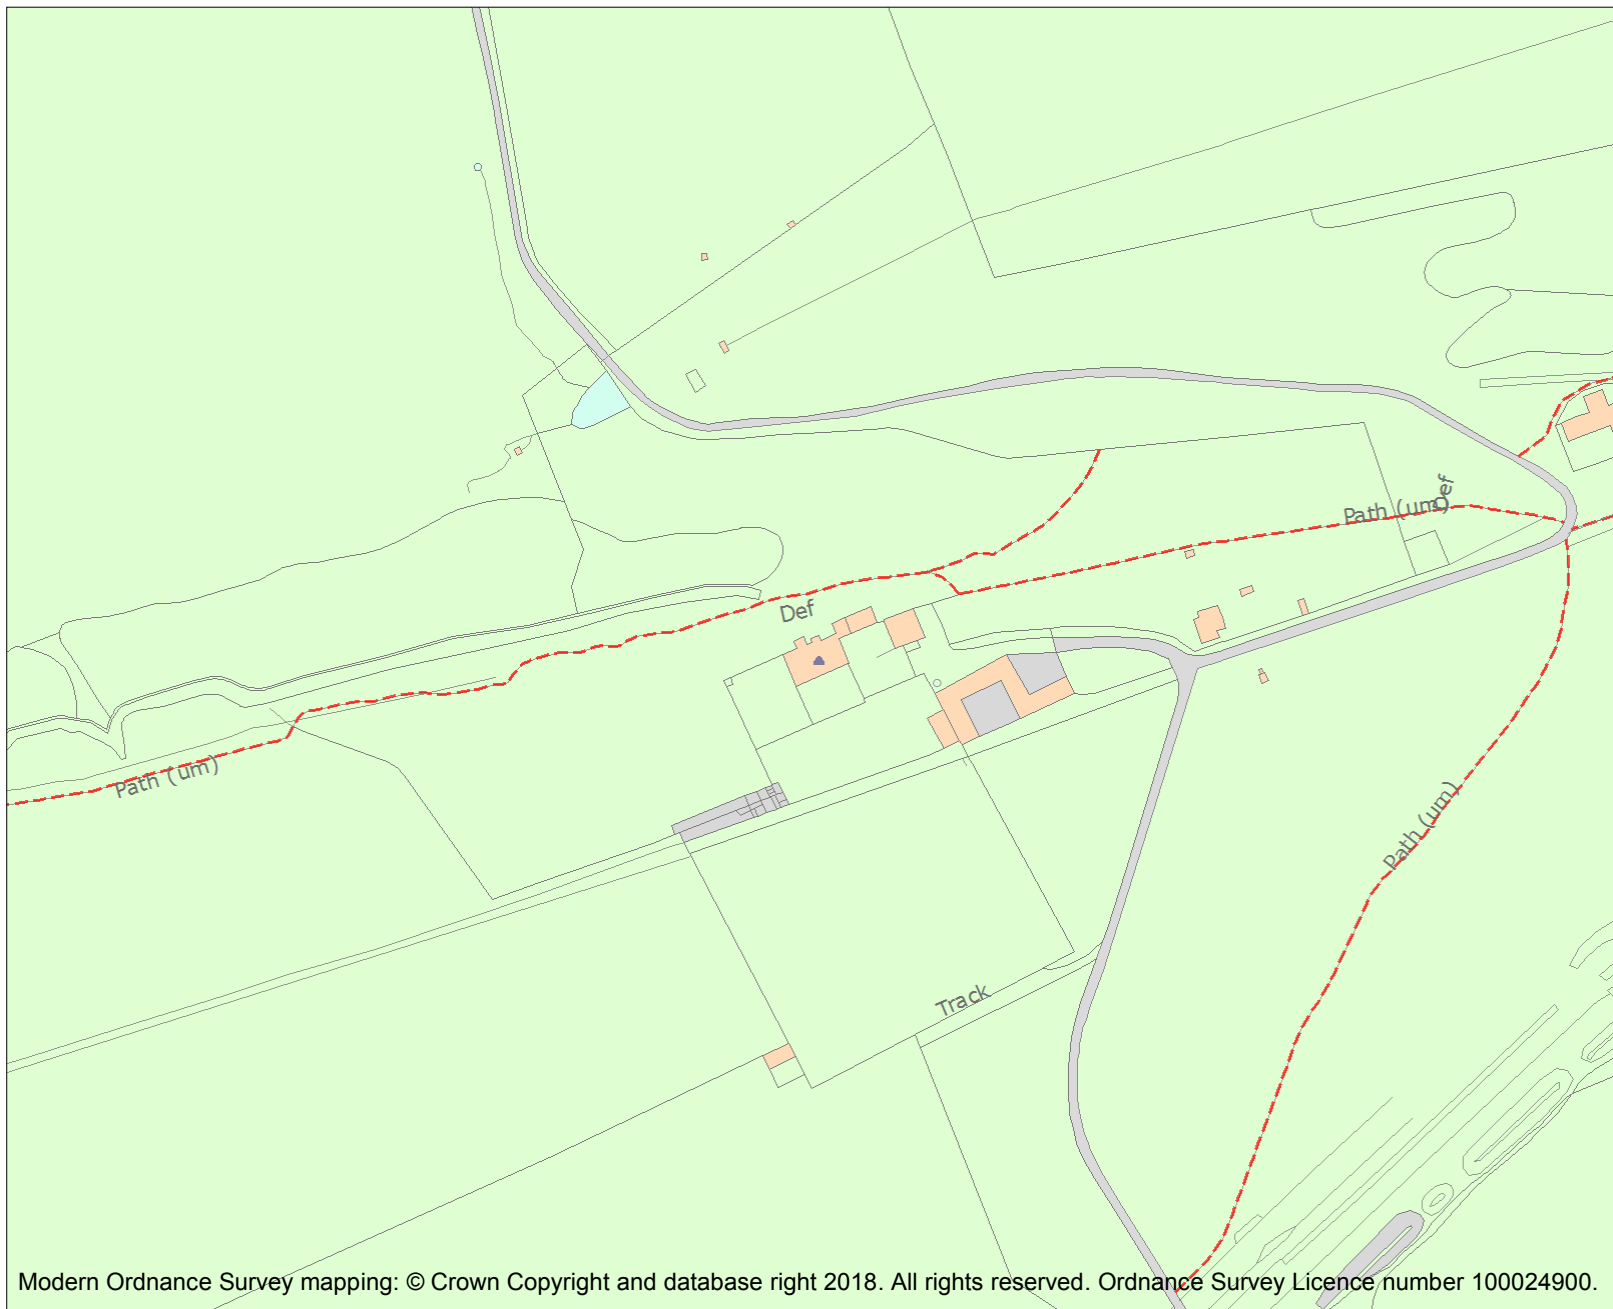 Path (um)
Def
Def
Path (um)
Path (um)
Track
Modern Ordnance Survey mapping: © Crown Copyright and database right 2018. All rights reserved. Ordnance Survey Licence number 100024900.